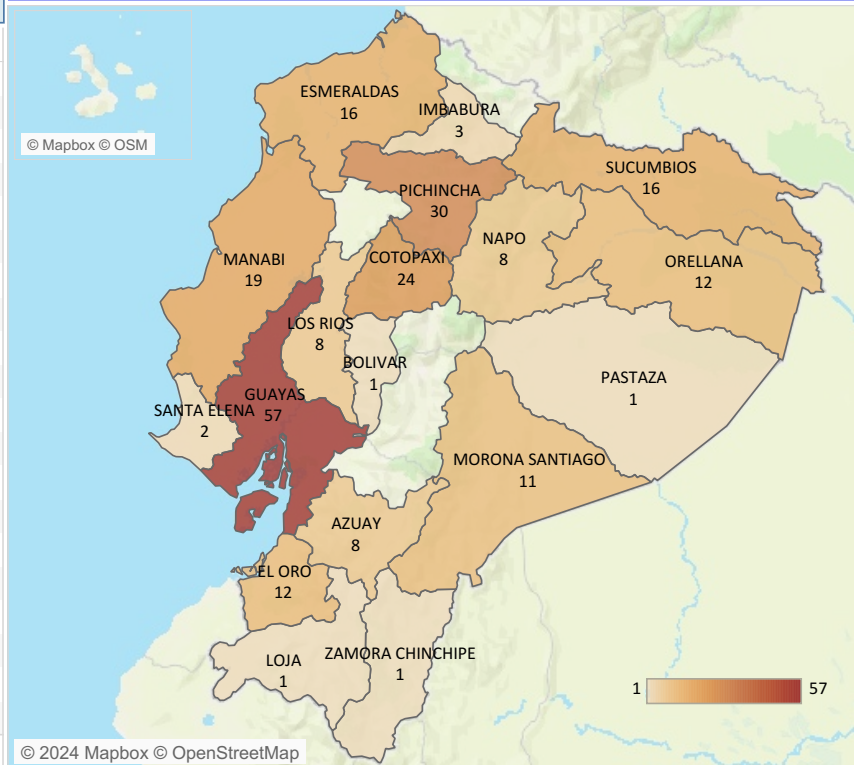 ESMERALDAS
16
IMBABURA
3
© Mapbox © OSM
SUCUMBIOS
16
PICHINCHA
30
NAPO
8
MANABI
19
COTOPAXI
24
ORELLANA
12
LOS RIOS
8
BOLIVAR
1
PASTAZA
1
GUAYAS
57
SANTA ELENA
2
MORONA SANTIAGO
11
AZUAY
8
EL ORO
12
LOJA
1
ZAMORA CHINCHIPE
1
1
57
© 2024 Mapbox © OpenStreetMap